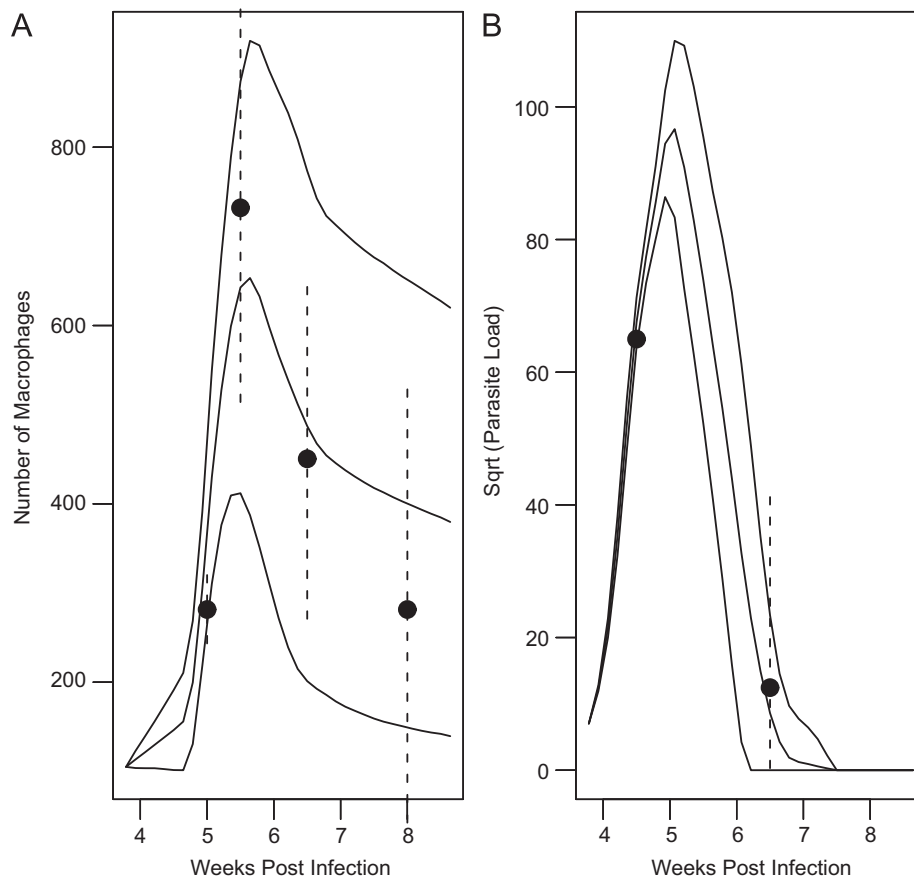 A
Number of Macrophages
800
600
400
200
4 5 6 7 8
Weeks Post Infection
B
Sqrt (Parasite Load)
100
80
60
40
20
0
4 5 6 7 8
Weeks Post Infection